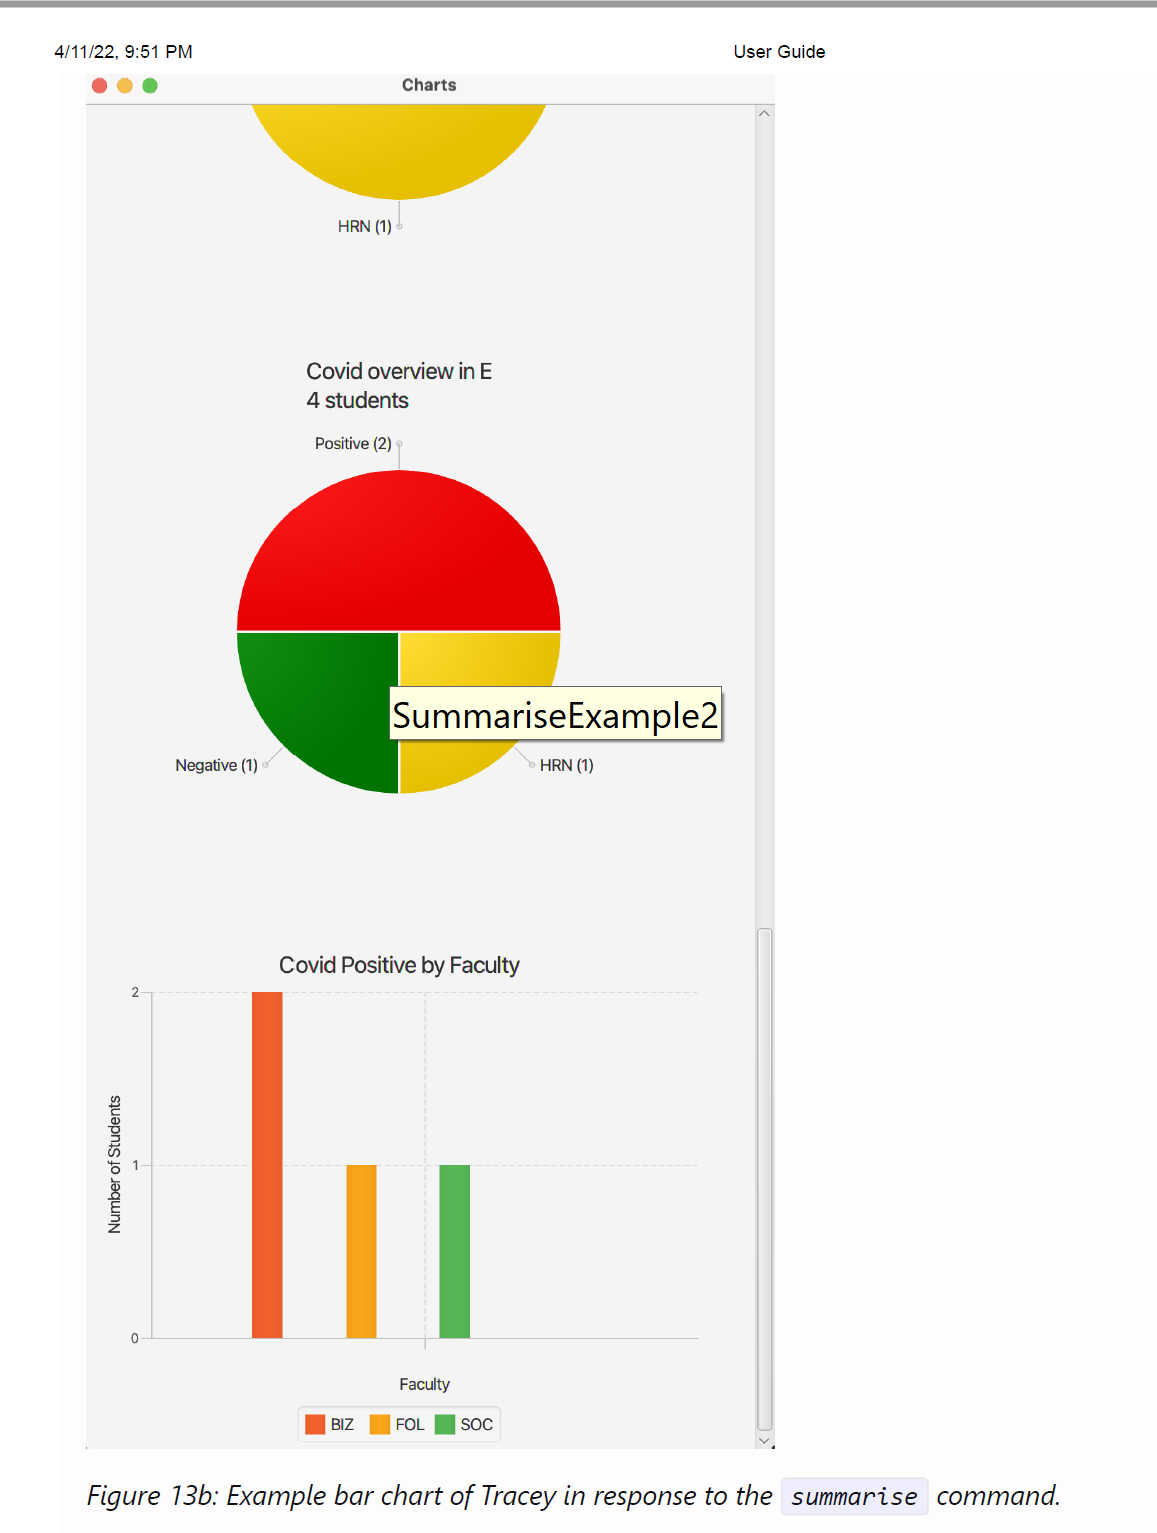 4/11/22, 9:51 PM
User Guide
Charts
HRN (1)
Covid overview in E
4 students
Positive (2)
SummariseExample2
Negative (1)
HRN (1)
Covid Positive by Faculty
2
Number of Students
1
0
Faculty
BIZ FOL SOC
Figure 13b: Example bar chart of Tracey in response to the summarise command.